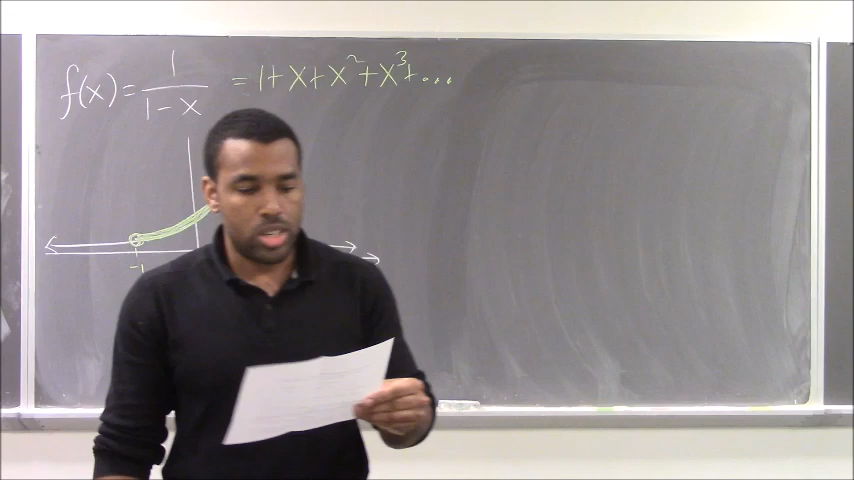 f(x) = 1/(1 - x) = 1 + x + x² + x³ + ...
-1